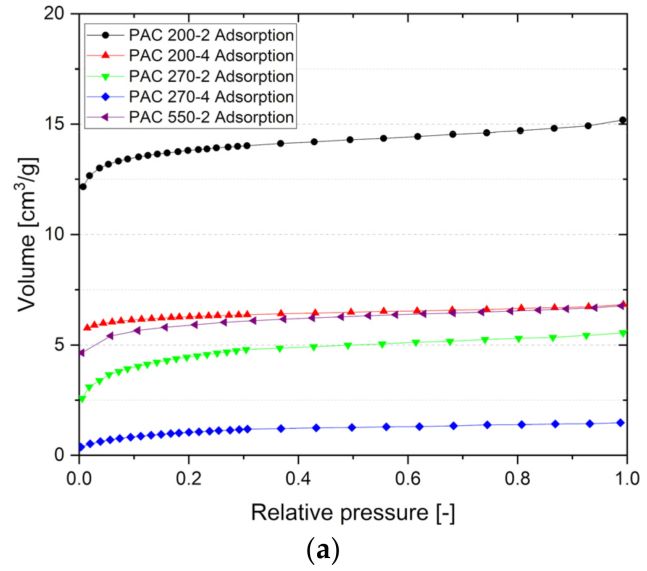 20
15
10
5
0
0.0 0.2 0.4 0.6 0.8 1.0
Volume [cm³/g]
Relative pressure [-]
PAC 200-2 Adsorption
PAC 200-4 Adsorption
PAC 270-2 Adsorption
PAC 270-4 Adsorption
PAC 550-2 Adsorption
(a)